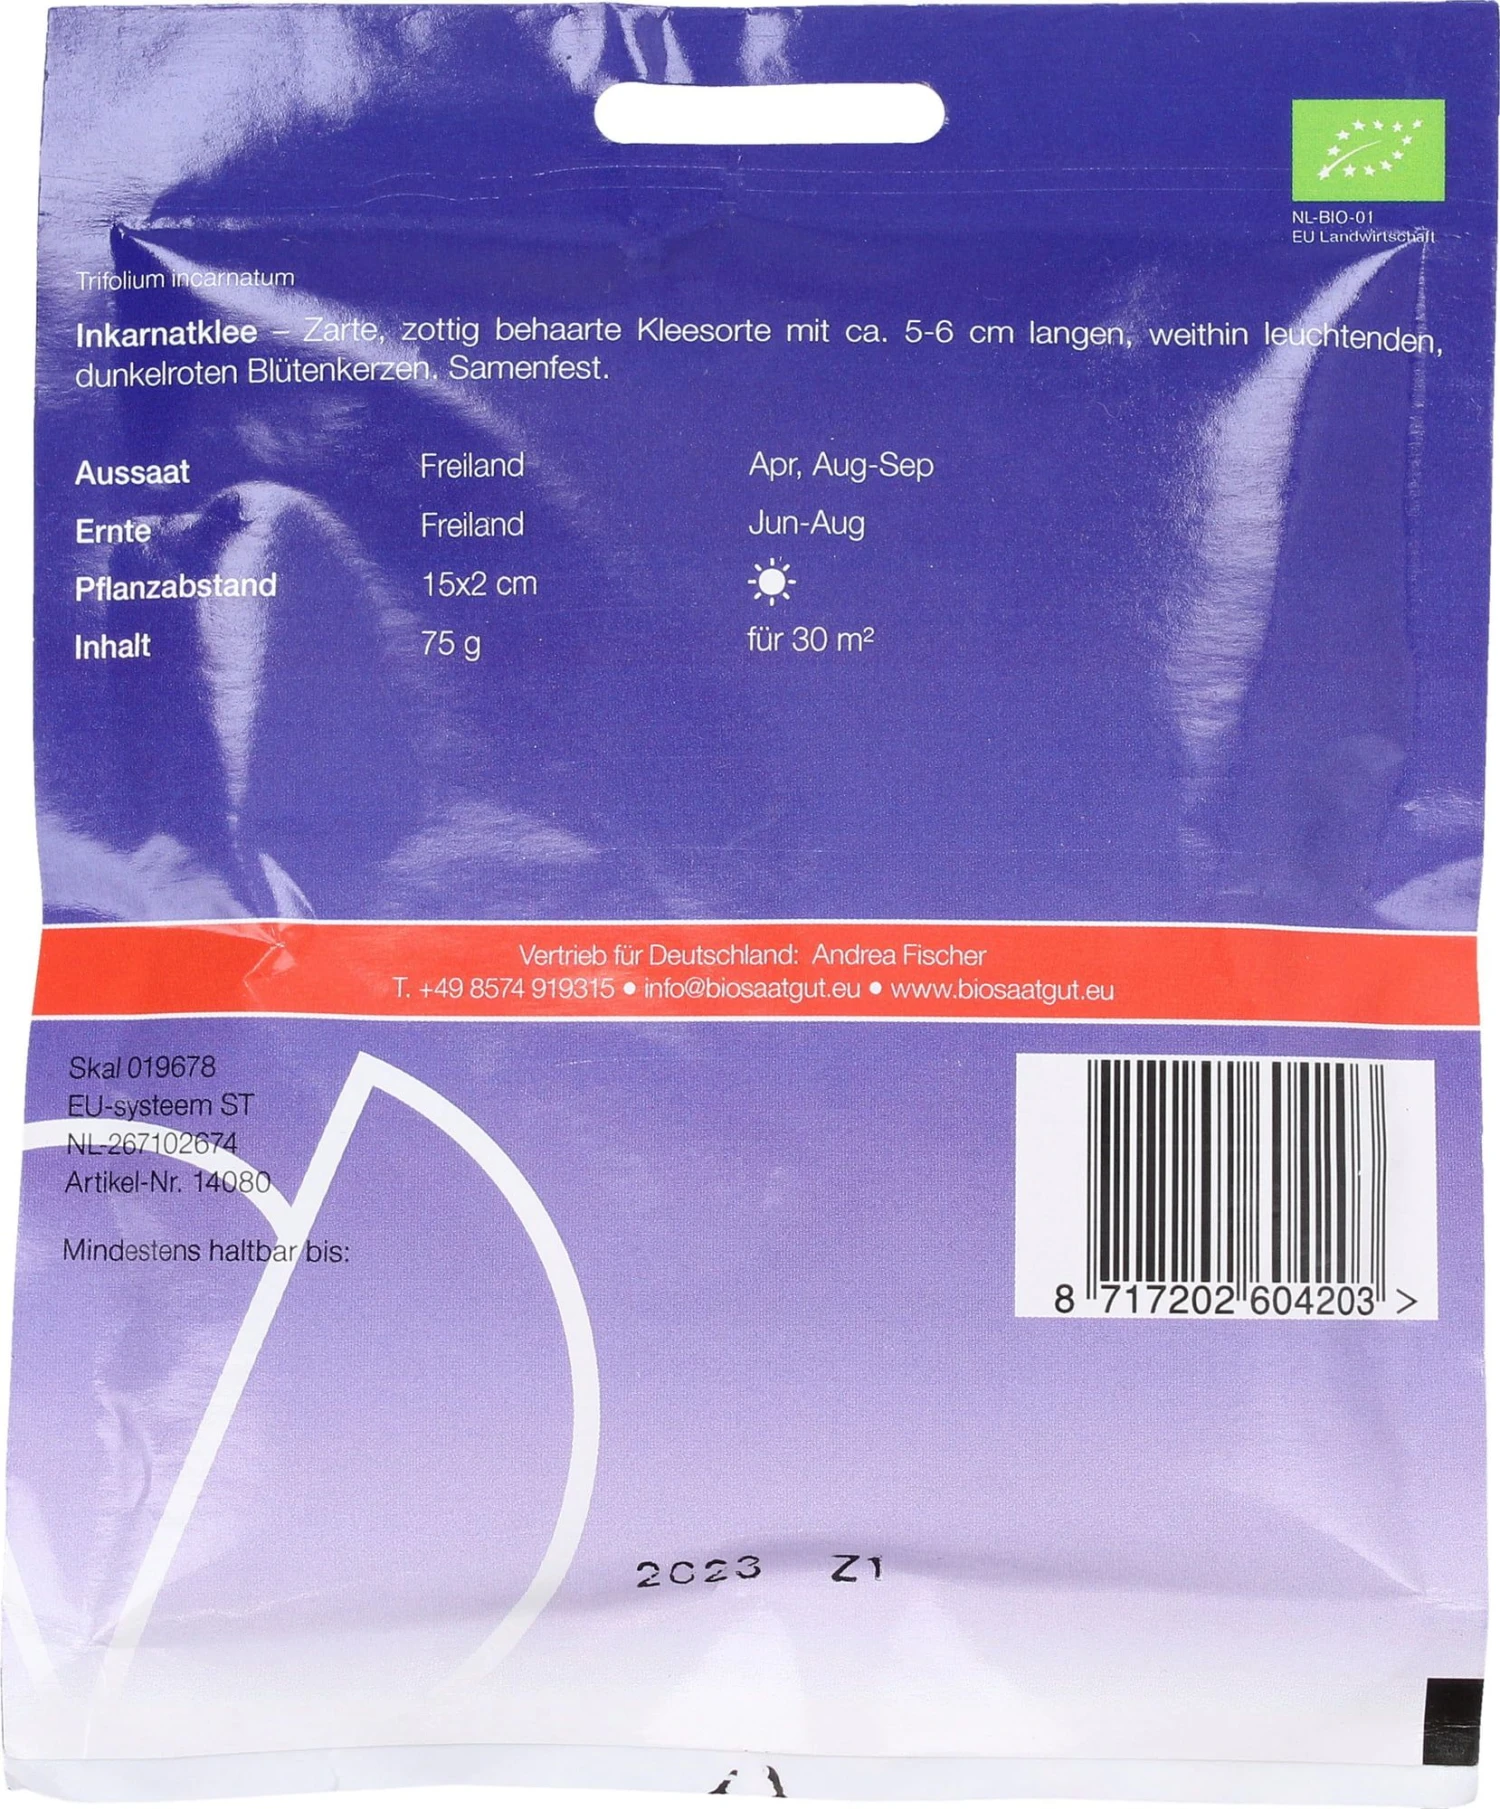 NL-BIO-01
EU Landwirtschaft
Trifolium incarnatum
Inkarnatklee – Zarte, zottig behaarte Kleesorte mit ca. 5-6 cm langen, weithin leuchtenden,
dunkelroten Blütenkerzen. Samenfest.
Aussaat Freiland Apr, Aug-Sep
Ernte Freiland Jun-Aug
Pflanzabstand 15x2 cm
Inhalt 75 g für 30 m²
Vertrieb für Deutschland: Andrea Fischer
T. +49 8574 919315 ● info@biosaatgut.eu ● www.biosaatgut.eu
Skal 019678
EU-systeem ST
NL-267102674
Artikel-Nr. 14080
Mindestens haltbar bis:
8 717202 604203 >
2023 Z1